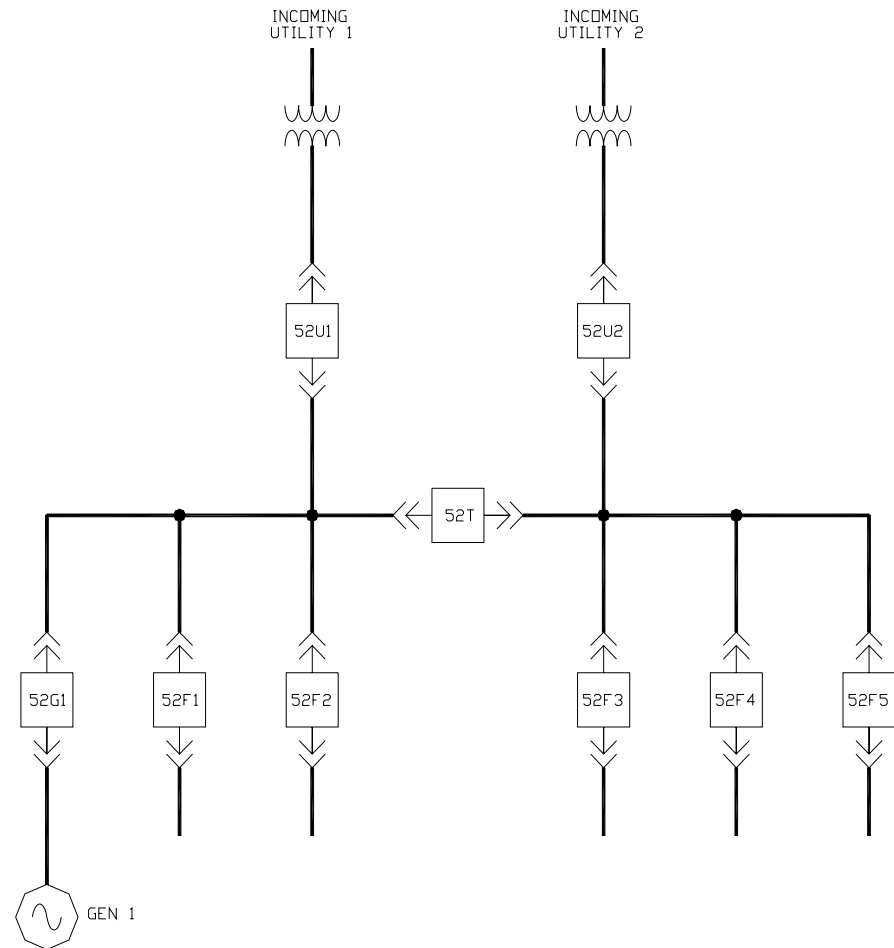 INCOMING
UTILITY 1
INCOMING
UTILITY 2
52U1
52U2
52T
52G1
52F1
52F2
52F3
52F4
52F5
GEN 1